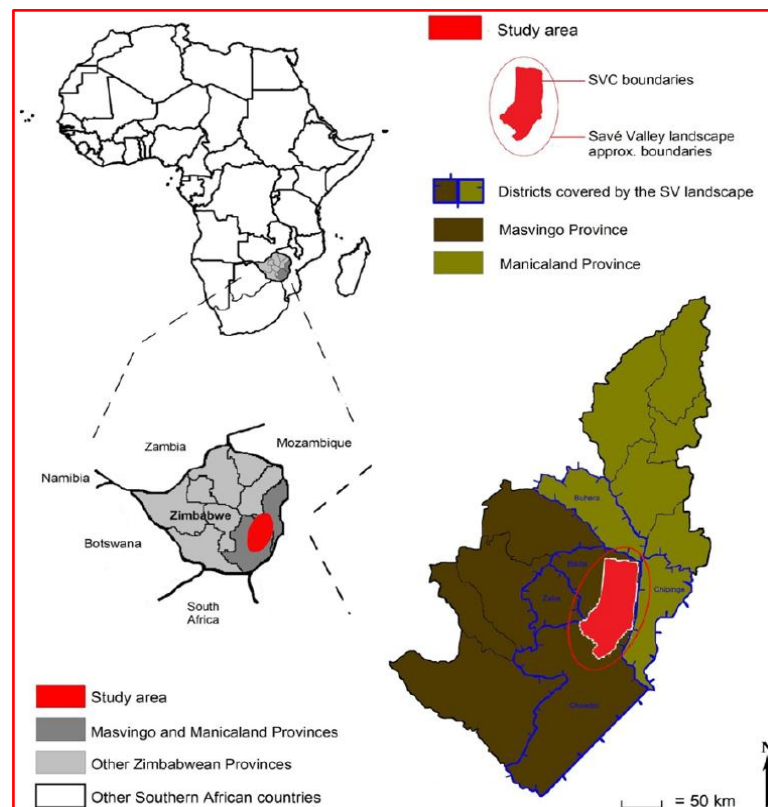 Study area
SVC boundaries
Savé Valley landscape
approx. boundaries
Districts covered by the SV landscape
Masvingo Province
Manicaland Province
Zambia
Mozambique
Namibia
Zimbabwe
Botswana
South
Africa
Buhera
Bikita
Zaka
Chipinge
Chiredzi
Study area
Masvingo and Manicaland Provinces
Other Zimbabwean Provinces
Other Southern African countries
N
= 50 km